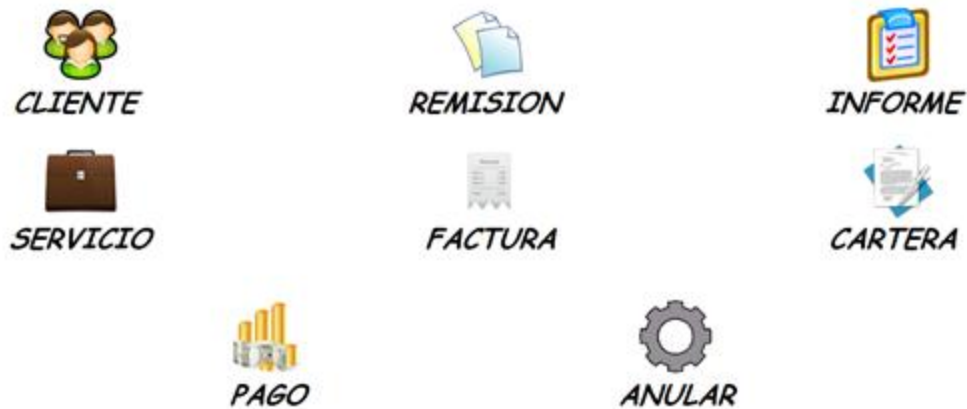 CLIENTE
REMISION
INFORME
SERVICIO
FACTURA
CARTERA
PAGO
ANULAR